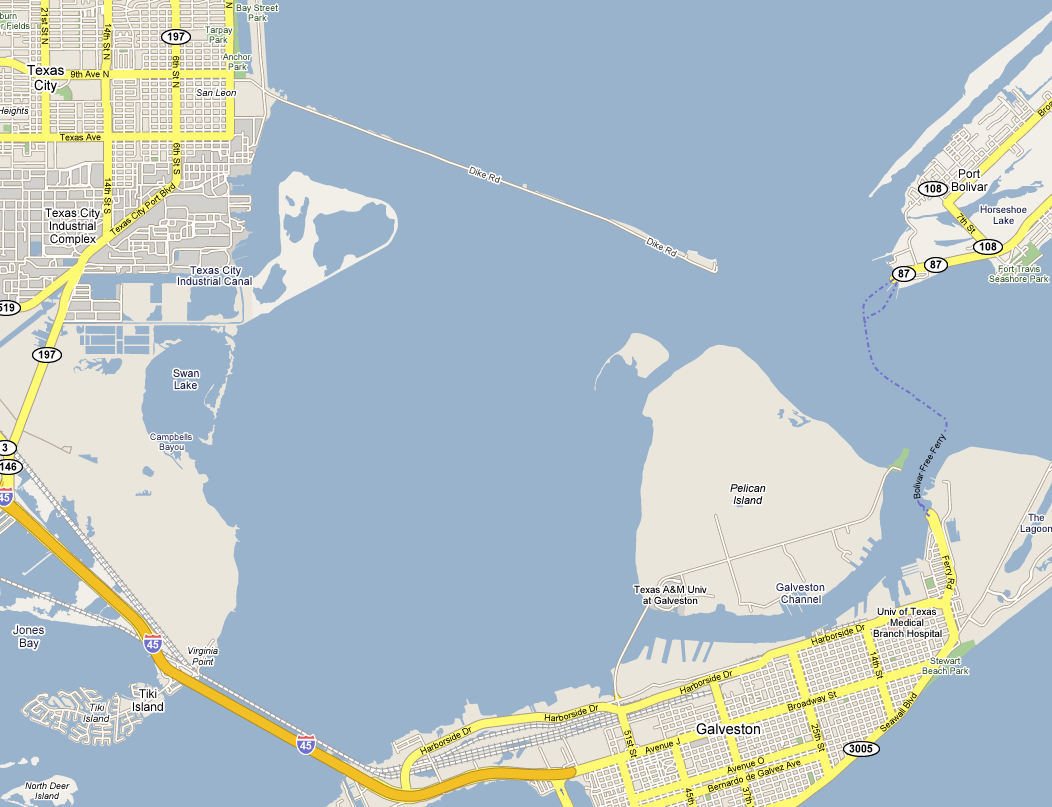 Bay Street
Park
197
21st St N
14th St N
6th St N
N
Tarpay
Park
Anchor
Park
Texas
City
9th Ave N
San Leon
Heights
Texas Ave
6th St S
14th St S
Texas City Port Blvd
Dike Rd
Dike Rd
108
Port
Bolivar
Horseshoe
Lake
7th St
108
87
87
Fort Travis
Seashore Park
Texas City
Industrial
Complex
Texas City
Industrial Canal
519
197
Swan
Lake
Campbells
Bayou
3
146
45
Pelican
Island
Bolivar Free Ferry
The
Lagoon
Ferry Rd
Texas A&M Univ
at Galveston
Galveston
Channel
Univ of Texas
Medical
Branch Hospital
Jones
Bay
45
Virginia
Point
Tiki
Island
Tiki
Island
Harborside Dr
14th St
Stewart
Beach Park
Harborside Dr
Broadway St
Seawall Blvd
Harborside Dr
Galveston
25th St
45
Harborside Dr
51st St
Avenue J
3005
Avenue O
Bernardo de Galvez Ave
45th
37th
North Deer
Island